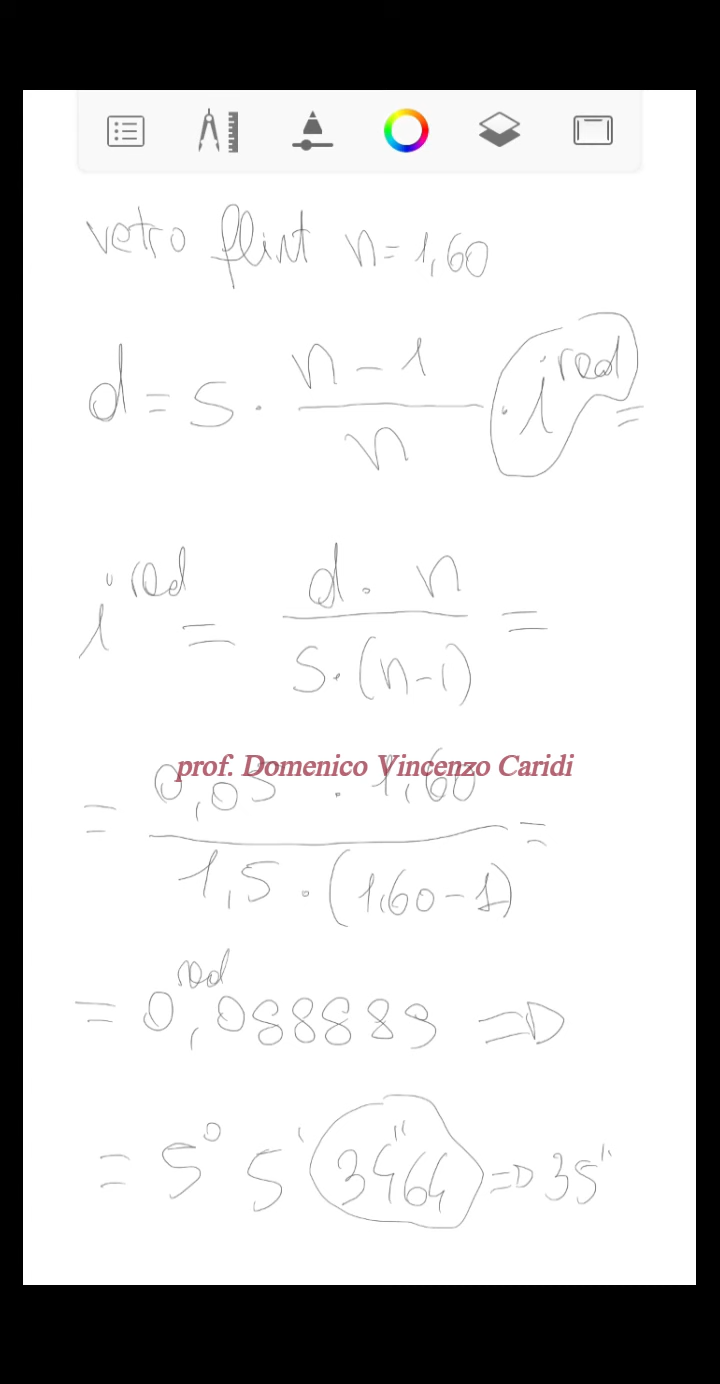 vetro flint n=1,60
d = s · n-1 / n · i^rad =
i^rad = d · n / s·(n-1) =
prof. Domenico Vincenzo Caridi
= 0,05 · 1,60 / 1,5 · (1,60-1) =
= 0^rad,088889 =>
= 5° 5' 34"64 => 35"